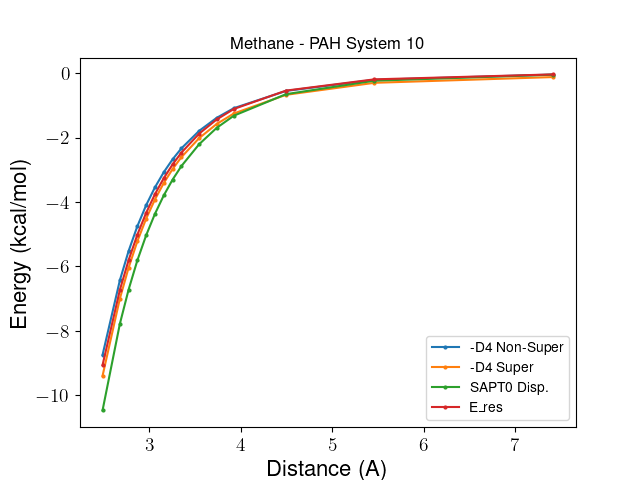 Methane - PAH System 10
Energy (kcal/mol)
0
−2
−4
−6
−8
−10
3
4
5
6
7
Distance (A)
-D4 Non-Super
-D4 Super
SAPT0 Disp.
E_res